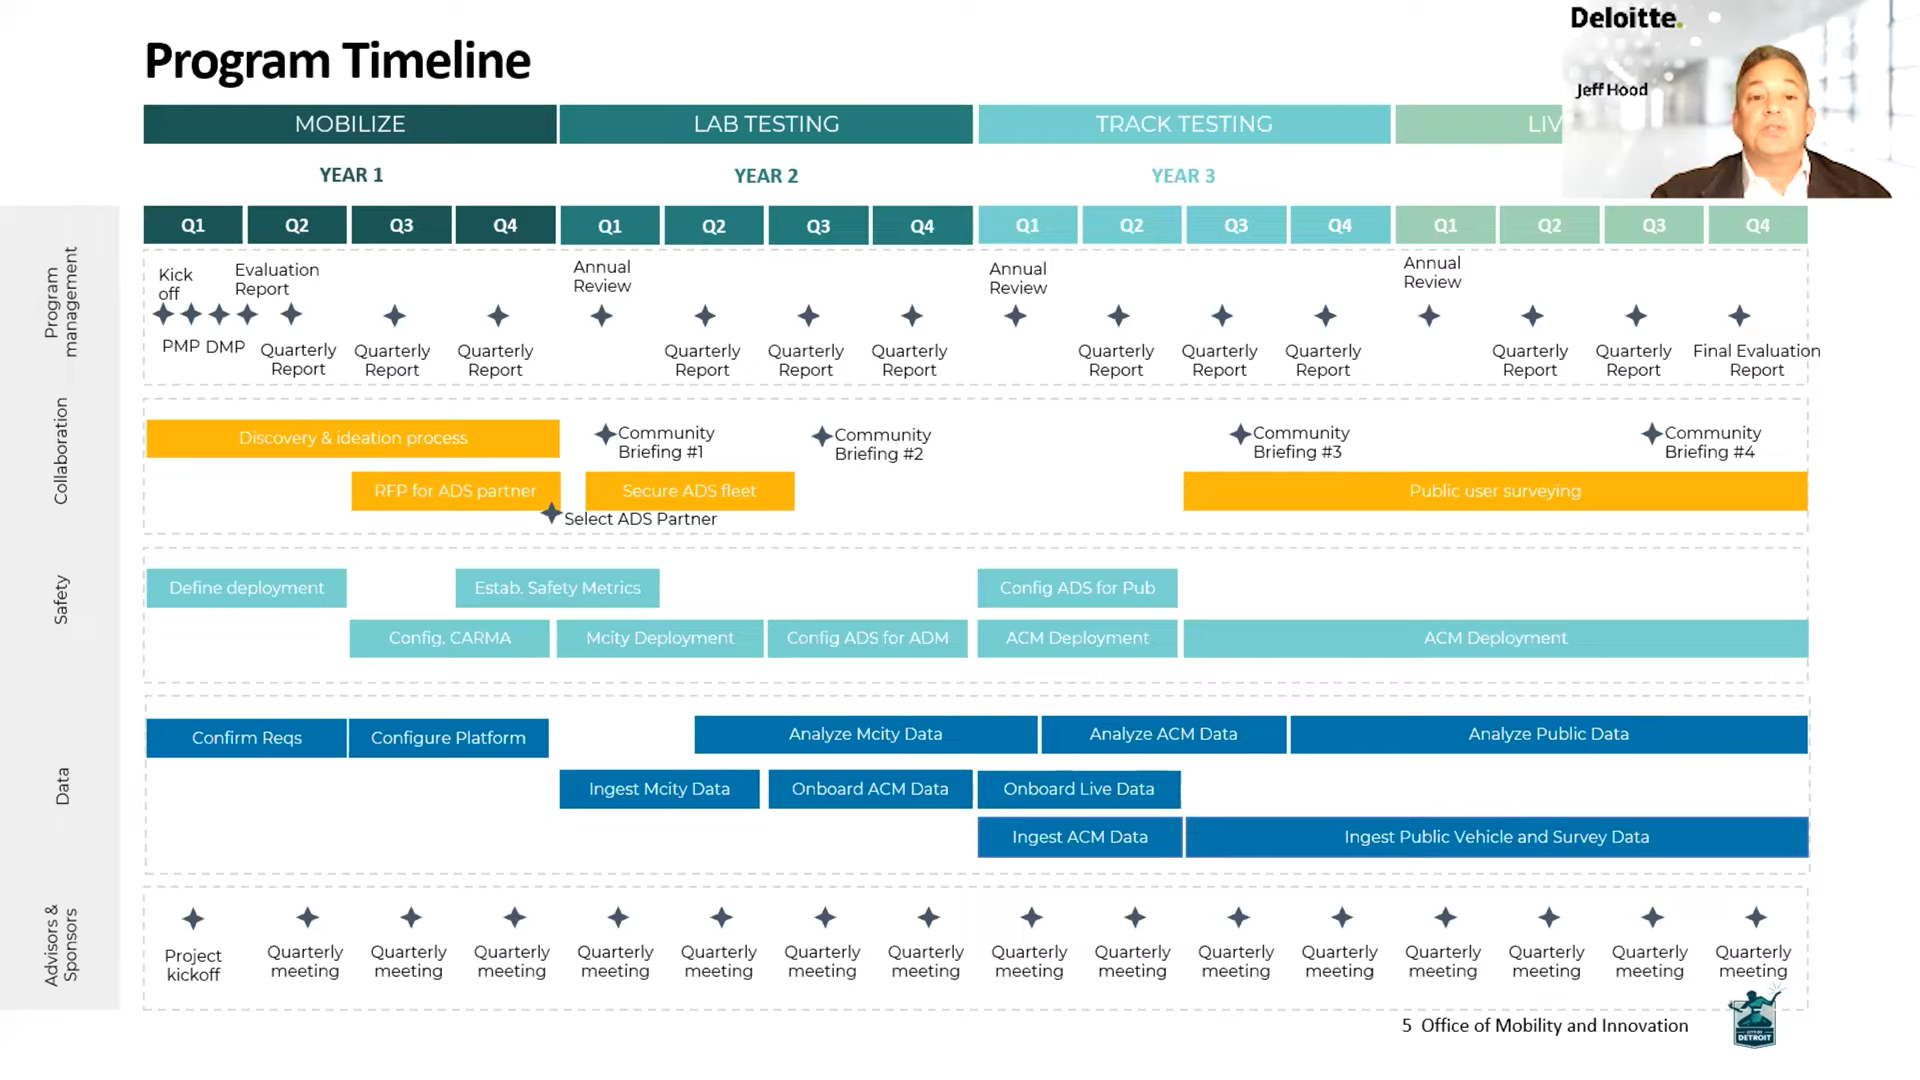 Deloitte.
Jeff Hood
Program Timeline
MOBILIZE
LAB TESTING
TRACK TESTING
LIV
YEAR 1
YEAR 2
YEAR 3
Q1 Q2 Q3 Q4 Q1 Q2 Q3 Q4 Q1 Q2 Q3 Q4 Q1 Q2 Q3 Q4
Program
management
Kick
off
Evaluation
Report
Annual
Review
Annual
Review
Annual
Review
PMP DMP
Quarterly
Report
Quarterly
Report
Quarterly
Report
Quarterly
Report
Quarterly
Report
Quarterly
Report
Quarterly
Report
Quarterly
Report
Quarterly
Report
Quarterly
Report
Quarterly
Report
Final Evaluation
Report
Collaboration
Discovery & ideation process
Community
Briefing #1
Community
Briefing #2
Community
Briefing #3
Community
Briefing #4
RFP for ADS partner
Secure ADS fleet
Public user surveying
Select ADS Partner
Safety
Define deployment
Estab. Safety Metrics
Config ADS for Pub
Config. CARMA
Mcity Deployment
Config ADS for ADM
ACM Deployment
ACM Deployment
Data
Confirm Reqs
Configure Platform
Analyze Mcity Data
Analyze ACM Data
Analyze Public Data
Ingest Mcity Data
Onboard ACM Data
Onboard Live Data
Ingest ACM Data
Ingest Public Vehicle and Survey Data
Advisors &
Sponsors
Project
kickoff
Quarterly
meeting
Quarterly
meeting
Quarterly
meeting
Quarterly
meeting
Quarterly
meeting
Quarterly
meeting
Quarterly
meeting
Quarterly
meeting
Quarterly
meeting
Quarterly
meeting
Quarterly
meeting
Quarterly
meeting
Quarterly
meeting
Quarterly
meeting
Quarterly
meeting
5 Office of Mobility and Innovation
CITY OF
DETROIT